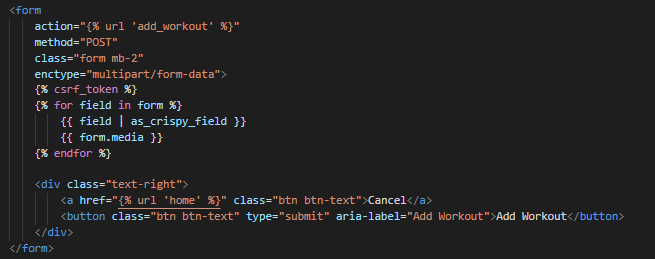 <form
    action="{% url 'add_workout' %}"
    method="POST"
    class="form mb-2"
    enctype="multipart/form-data">
    {% csrf_token %}
    {% for field in form %}
        {{ field | as_crispy_field }}
        {{ form.media }}
    {% endfor %}

    <div class="text-right">
        <a href="{% url 'home' %}" class="btn btn-text">Cancel</a>
        <button class="btn btn-text" type="submit" aria-label="Add Workout">Add Workout</button>
    </div>
</form>